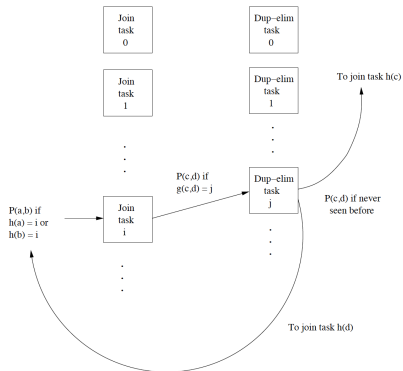 Join
task
0
Dup-elim
task
0
Join
task
1
Dup-elim
task
1
To join task h(c)
P(c,d) if
g(c,d) = j
Dup-elim
task
j
P(a,b) if
h(a) = i or
h(b) = i
Join
task
i
P(c,d) if never
seen before
To join task h(d)